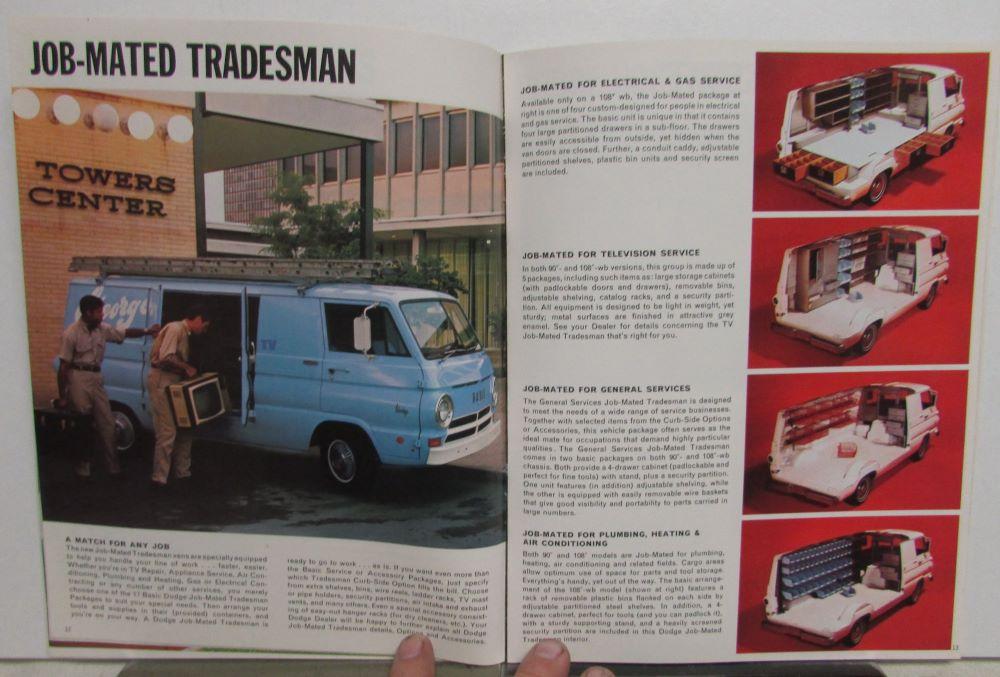 JOB-MATED TRADESMAN
TOWERS
CENTER
George
TV
DODGE
A MATCH FOR ANY JOB
The new Job-Mated Tradesman vans are specially equipped
to help you handle your line of work . . . faster, easier.
Whether you're in TV Repair, Appliance Service, Air Con-
ditioning, Plumbing and Heating, Gas or Electrical Con-
tracting or any number of other services, you merely
choose one of the 17 Basic Dodge Job-Mated Tradesman
Packages to suit your special needs. Then arrange your
tools and supplies in their (provided) containers, and
you're on your way. A Dodge Job-Mated Tradesman is
12
ready to go to work . . . as is. If you want even more than
the Basic Service or Accessory Packages, just specify
which Tradesman Curb-Side Options fill the bill. Choose
from extra shelves, bins, wire reels, ladder racks, TV mast
or pipe holders, security partitions, air intake and exhaust
vents, and many others. Even a special accessory consist-
ing of easy-out hanger racks (for dry cleaners, etc.). Your
Dodge Dealer will be happy to further explain all Dodge
Job-Mated Tradesman details, Options and Accessories.
JOB-MATED FOR ELECTRICAL & GAS SERVICE
Available only on a 108" wb, the Job-Mated package at
right is one of four custom-designed for people in electrical
and gas service. The basic unit is unique in that it contains
four large partitioned drawers in a sub-floor. The drawers
are easily accessible from outside, yet hidden when the
van doors are closed. Further, a conduit caddy, adjustable
partitioned shelves, plastic bin units and security screen
are included.
JOB-MATED FOR TELEVISION SERVICE
In both 90"- and 108"-wb versions, this group is made up of
5 packages, including such items as: large storage cabinets
(with padlockable doors and drawers), removable bins,
adjustable shelving, catalog racks, and a security parti-
tion. All equipment is designed to be light in weight, yet
sturdy; metal surfaces are finished in attractive grey
enamel. See your Dealer for details concerning the TV
Job-Mated Tradesman that's right for you.
JOB-MATED FOR GENERAL SERVICES
The General Services Job-Mated Tradesman is designed
to meet the needs of a wide range of service businesses.
Together with selected items from the Curb-Side Options
or Accessories, this vehicle package often serves as the
ideal mate for occupations that demand highly particular
qualities. The General Services Job-Mated Tradesman
comes in two basic packages on both 90"- and 108"-wb
chassis. Both provide a 4-drawer cabinet (padlockable and
perfect for fine tools) with stand, plus a security partition.
One unit features (in addition) adjustable shelving, while
the other is equipped with easily removable wire baskets
that give good visibility and portability to parts carried in
large numbers.
JOB-MATED FOR PLUMBING, HEATING &
AIR CONDITIONING
Both 90" and 108" models are Job-Mated for plumbing,
heating, air conditioning and related fields. Cargo areas
allow optimum use of space for parts and tool storage.
Everything's handy, yet out of the way. The basic arrange-
ment of the 108"-wb model (shown at right) features a
rack of removable plastic bins flanked on each side by
adjustable partitioned steel shelves. In addition, a 4-
drawer cabinet, perfect for tools (and you can padlock it),
with a sturdy supporting stand, and a heavily screened
security partition are included in this Dodge Job-Mated
Tradesman interior.
13